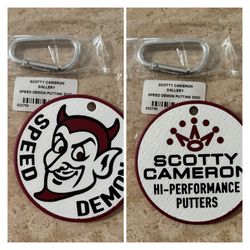 SCOTTY CAMERON
GALLERY
SPEED DEMON PUTTING DISC
SPEED
DEMON
SCOTTY CAMERON
GALLERY
SPEED DEMON PUTTING DISC
SCOTTY
CAMERON
HI-PERFORMANCE
PUTTERS